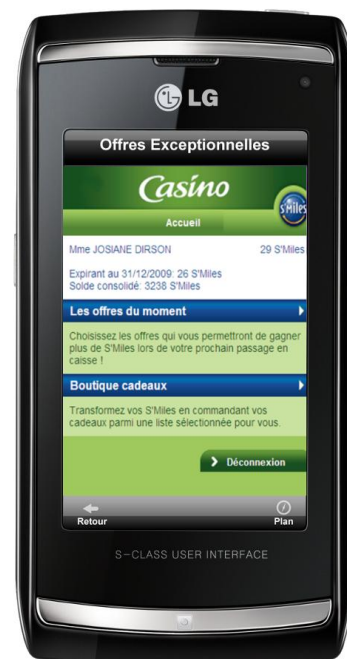 LG
Offres Exceptionnelles
Casino
S'Miles
Accueil
Mme JOSIANE DIRSON 29 S'Miles
Expirant au 31/12/2009: 26 S'Miles
Solde consolidé: 3238 S'Miles
Les offres du moment
Choisissez les offres qui vous permettront de gagner
plus de S'Miles lors de votre prochain passage en
caisse !
Boutique cadeaux
Transformez vos S'Miles en commandant vos
cadeaux parmi une liste sélectionnée pour vous.
Déconnexion
Retour Plan
S-CLASS USER INTERFACE